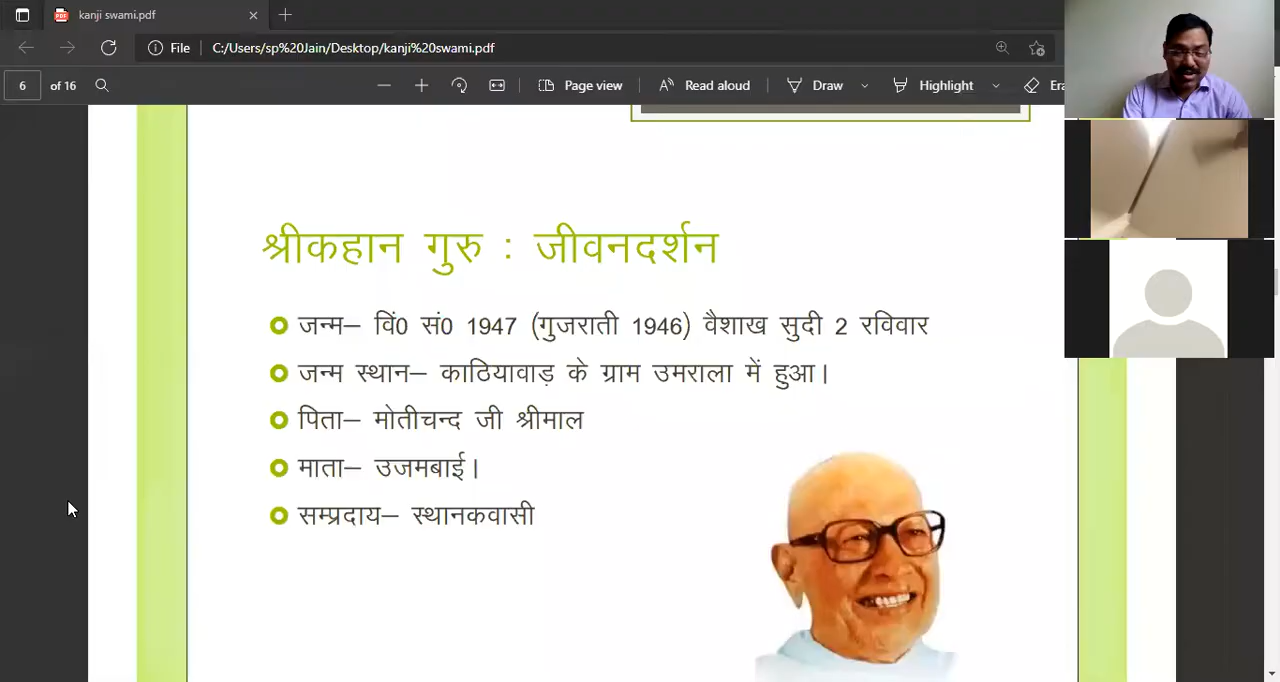 kanji swami.pdf
File C:/Users/sp%20Jain/Desktop/kanji%20swami.pdf
6 of 16 Page view Read aloud Draw Highlight Era
श्रीकहान गुरु : जीवनदर्शन
जन्म– विं0 सं0 1947 (गुजराती 1946) वैशाख सुदी 2 रविवार
जन्म स्थान– काठियावाड़ के ग्राम उमराला में हुआ।
पिता– मोतीचन्द जी श्रीमाल
माता– उजमबाई।
सम्प्रदाय– स्थानकवासी